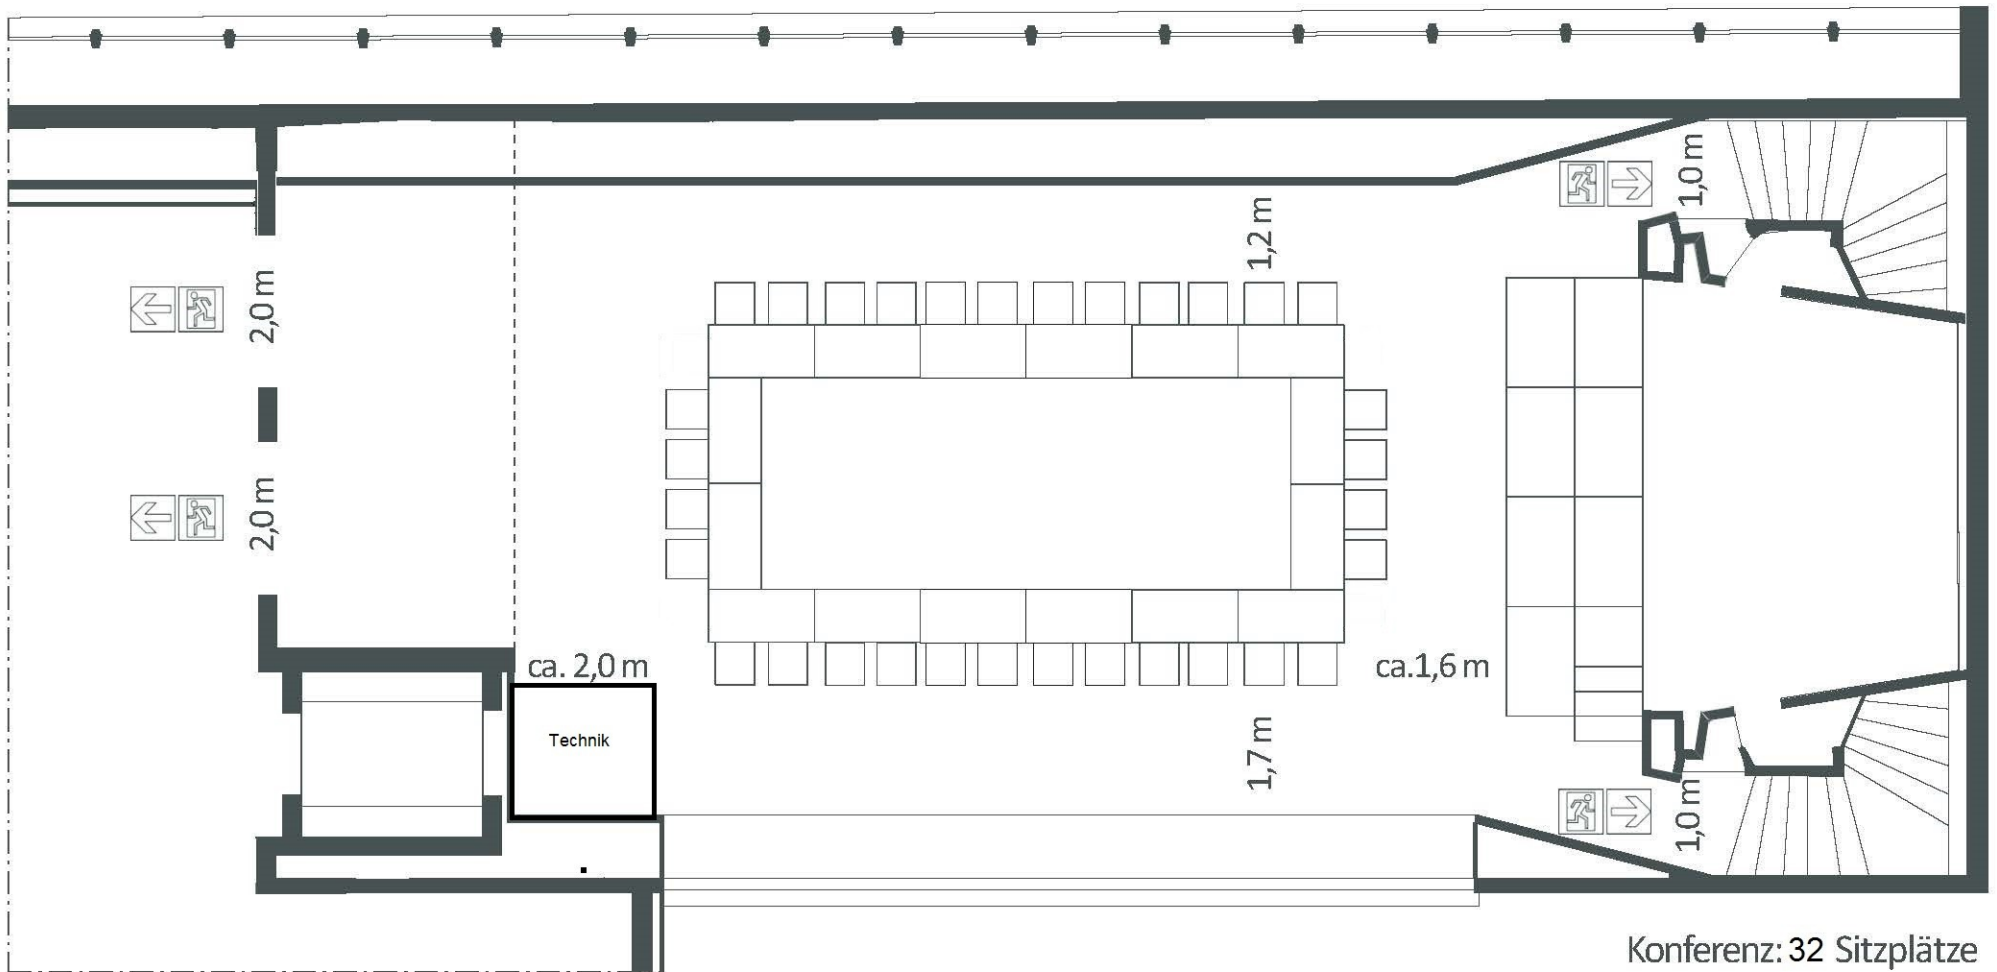 1,0 m
1,2 m
2,0 m
2,0 m
ca. 2,0 m
ca.1,6 m
Technik
1,7 m
1,0 m
Konferenz: 32 Sitzplätze